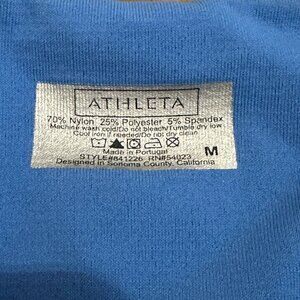 ATHLETA
70% Nylon 25% Polyester 5% Spandex
Machine wash cold/Do not bleach/Tumble dry low
Cool iron if needed/Do not dry clean
Made in Portugal
STYLE#841226 RN#54023
Designed in Sonoma County, California
M